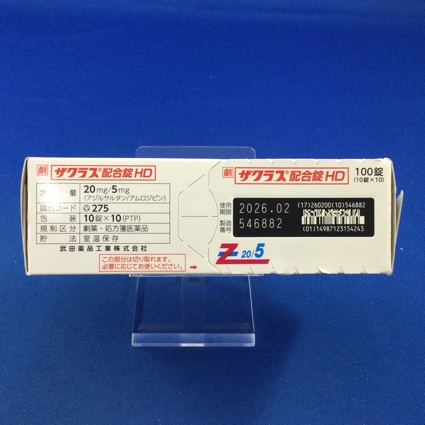 劇 ザクラス®配合錠HD
量 20mg/5mg
(アジルサルタン/アムロジピン)
コード 275
包装 10錠×10(PTP)
規制区分 劇薬・処方箋医薬品
貯法 室温保存
武田薬品工業株式会社
この部分は切り取れます。
必要に応じてお使いください。
劇 ザクラス®配合錠HD 100錠
(10錠×10)
使用期限 2026.02
製造番号 546882
(17)260200(10)546882
(01)14987123154243
Z 20/5